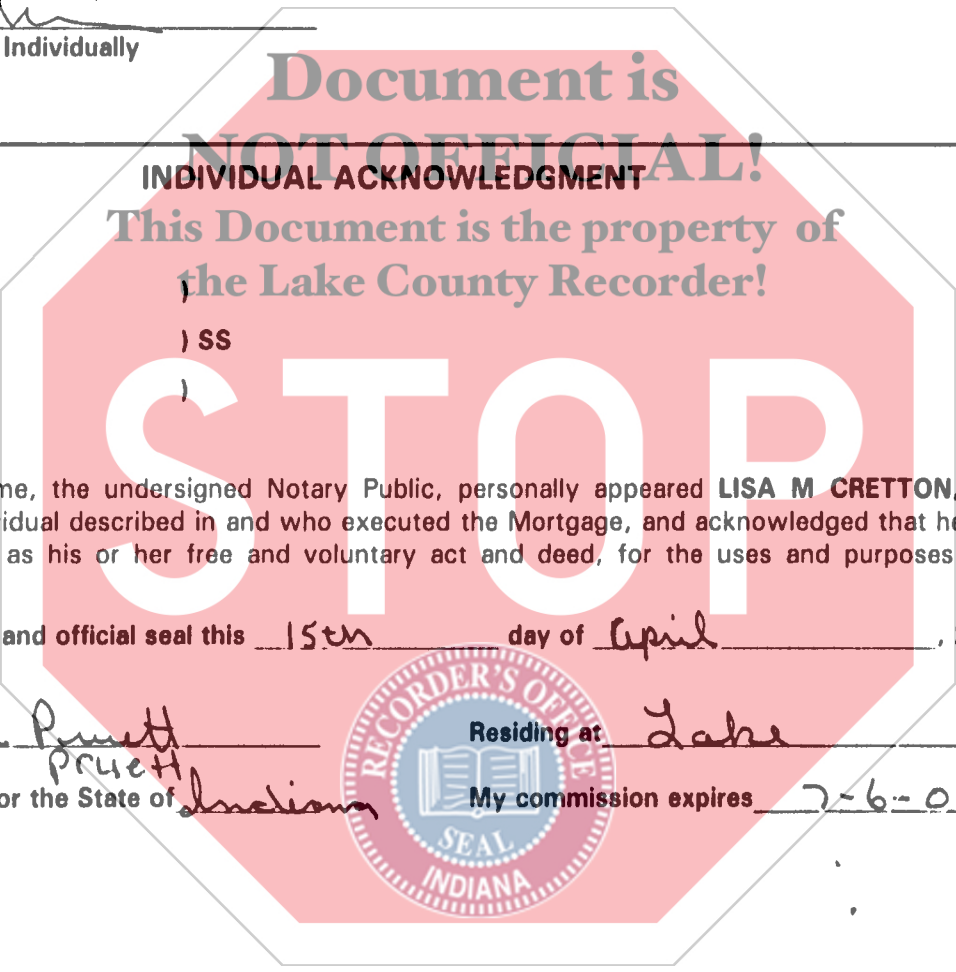 Individually
Document is
NOT OFFICIAL!
INDIVIDUAL ACKNOWLEDGMENT
This Document is the property of
the Lake County Recorder!
)
) SS
)
STOP
me, the undersigned Notary Public, personally appeared LISA M CRETTON,
vidual described in and who executed the Mortgage, and acknowledged that he
as his or her free and voluntary act and deed, for the uses and purposes
and official seal this 15th day of April ,
Pruett Residing at Lake
Pruett
or the State of Indiana My commission expires 7-6-0
RECORDER'S OFFICE
SEAL
INDIANA